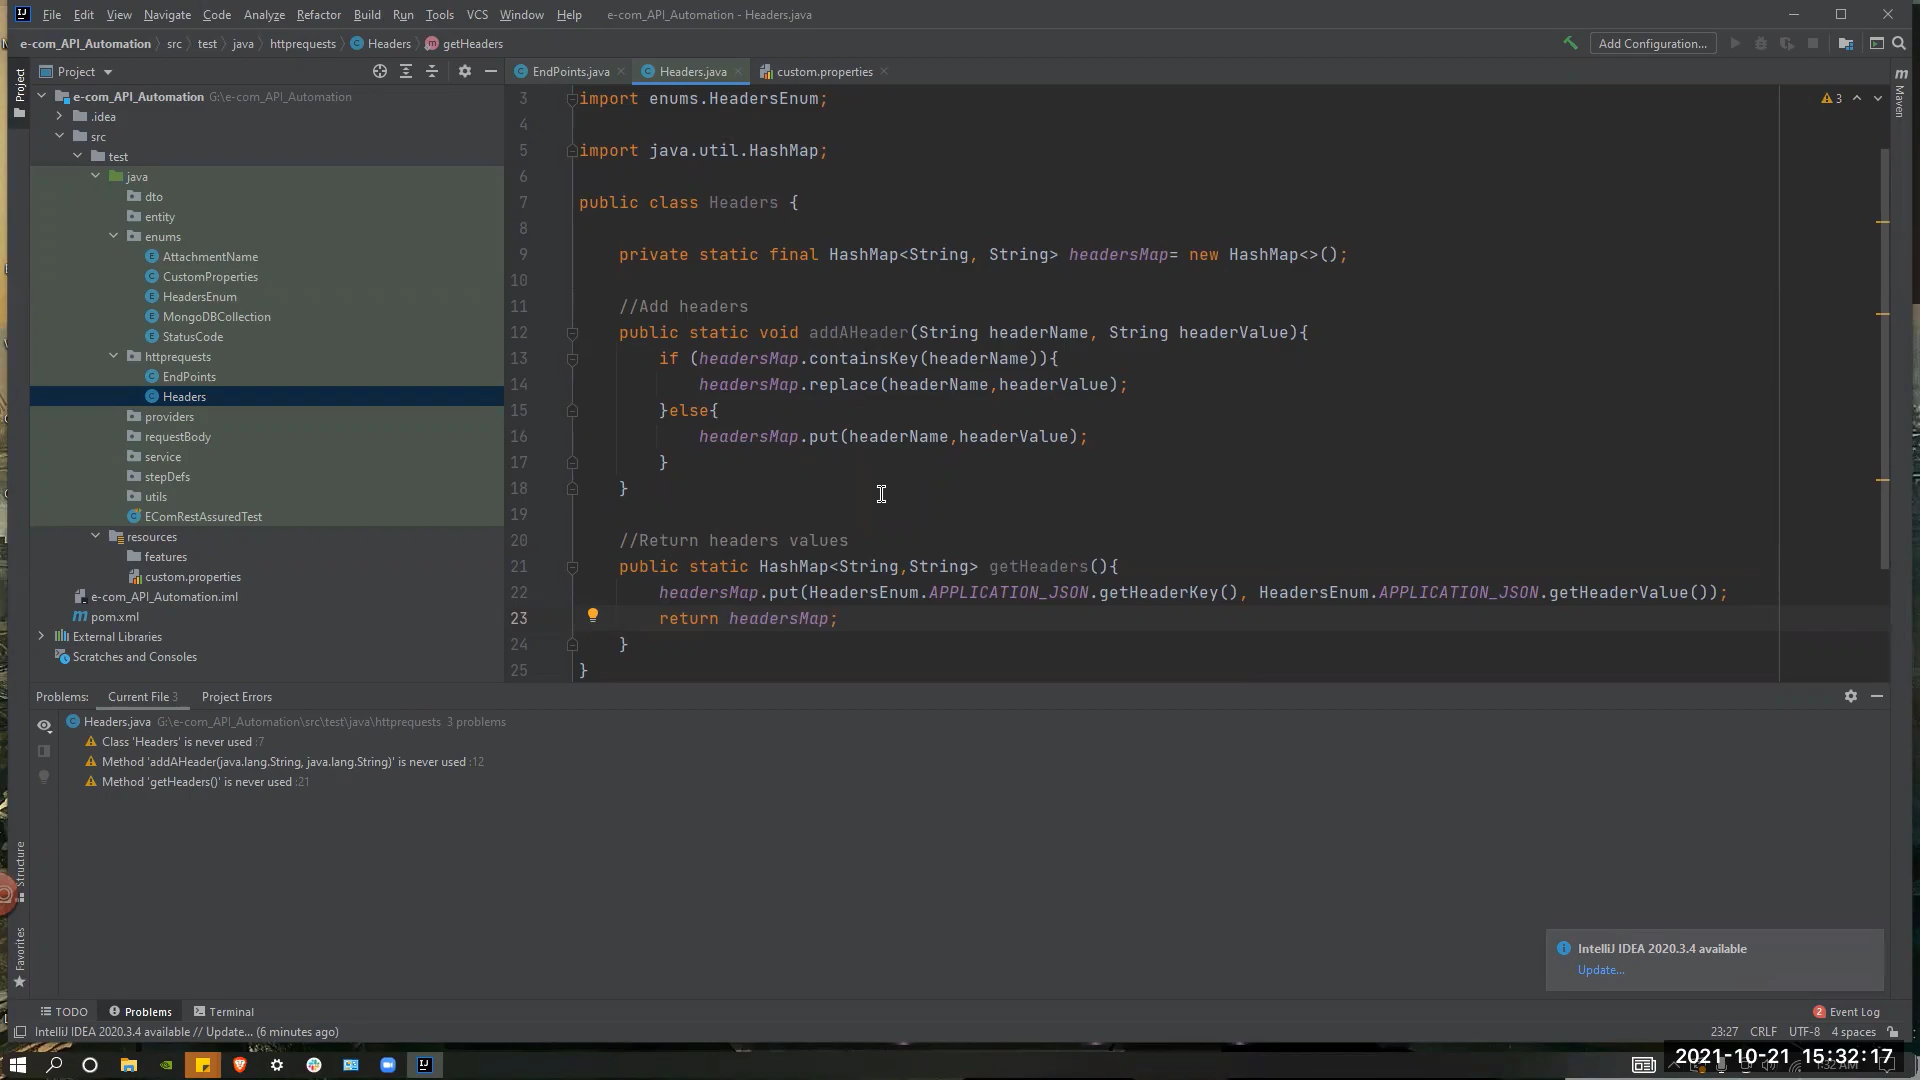 File Edit View Navigate Code Analyze Refactor Build Run Tools VCS Window Help e-com_API_Automation - Headers.java
e-com_API_Automation src test java httprequests Headers getHeaders Add Configuration...
Project
EndPoints.java Headers.java custom.properties
e-com_API_Automation G:\e-com_API_Automation
.idea
src
test
java
dto
entity
enums
AttachmentName
CustomProperties
HeadersEnum
MongoDBCollection
StatusCode
httprequests
EndPoints
Headers
providers
requestBody
service
stepDefs
utils
EComRestAssuredTest
resources
features
custom.properties
e-com_API_Automation.iml
pom.xml
External Libraries
Scratches and Consoles
3 import enums.HeadersEnum;
4
5 import java.util.HashMap;
6
7 public class Headers {
8
9 private static final HashMap<String, String> headersMap= new HashMap<>();
10
11 //Add headers
12 public static void addAHeader(String headerName, String headerValue){
13 if (headersMap.containsKey(headerName)){
14 headersMap.replace(headerName,headerValue);
15 }else{
16 headersMap.put(headerName,headerValue);
17 }
18 }
19
20 //Return headers values
21 public static HashMap<String,String> getHeaders(){
22 headersMap.put(HeadersEnum.APPLICATION_JSON.getHeaderKey(), HeadersEnum.APPLICATION_JSON.getHeaderValue());
23 return headersMap;
24 }
25 }
3
Project
Structure
Favorites
Maven
Problems: Current File 3 Project Errors
Headers.java G:\e-com_API_Automation\src\test\java\httprequests 3 problems
Class 'Headers' is never used :7
Method 'addAHeader(java.lang.String, java.lang.String)' is never used :12
Method 'getHeaders()' is never used :21
IntelliJ IDEA 2020.3.4 available
Update...
TODO Problems Terminal 2 Event Log
IntelliJ IDEA 2020.3.4 available // Update... (6 minutes ago) 23:27 CRLF UTF-8 4 spaces
2021-10-21 15:32:17